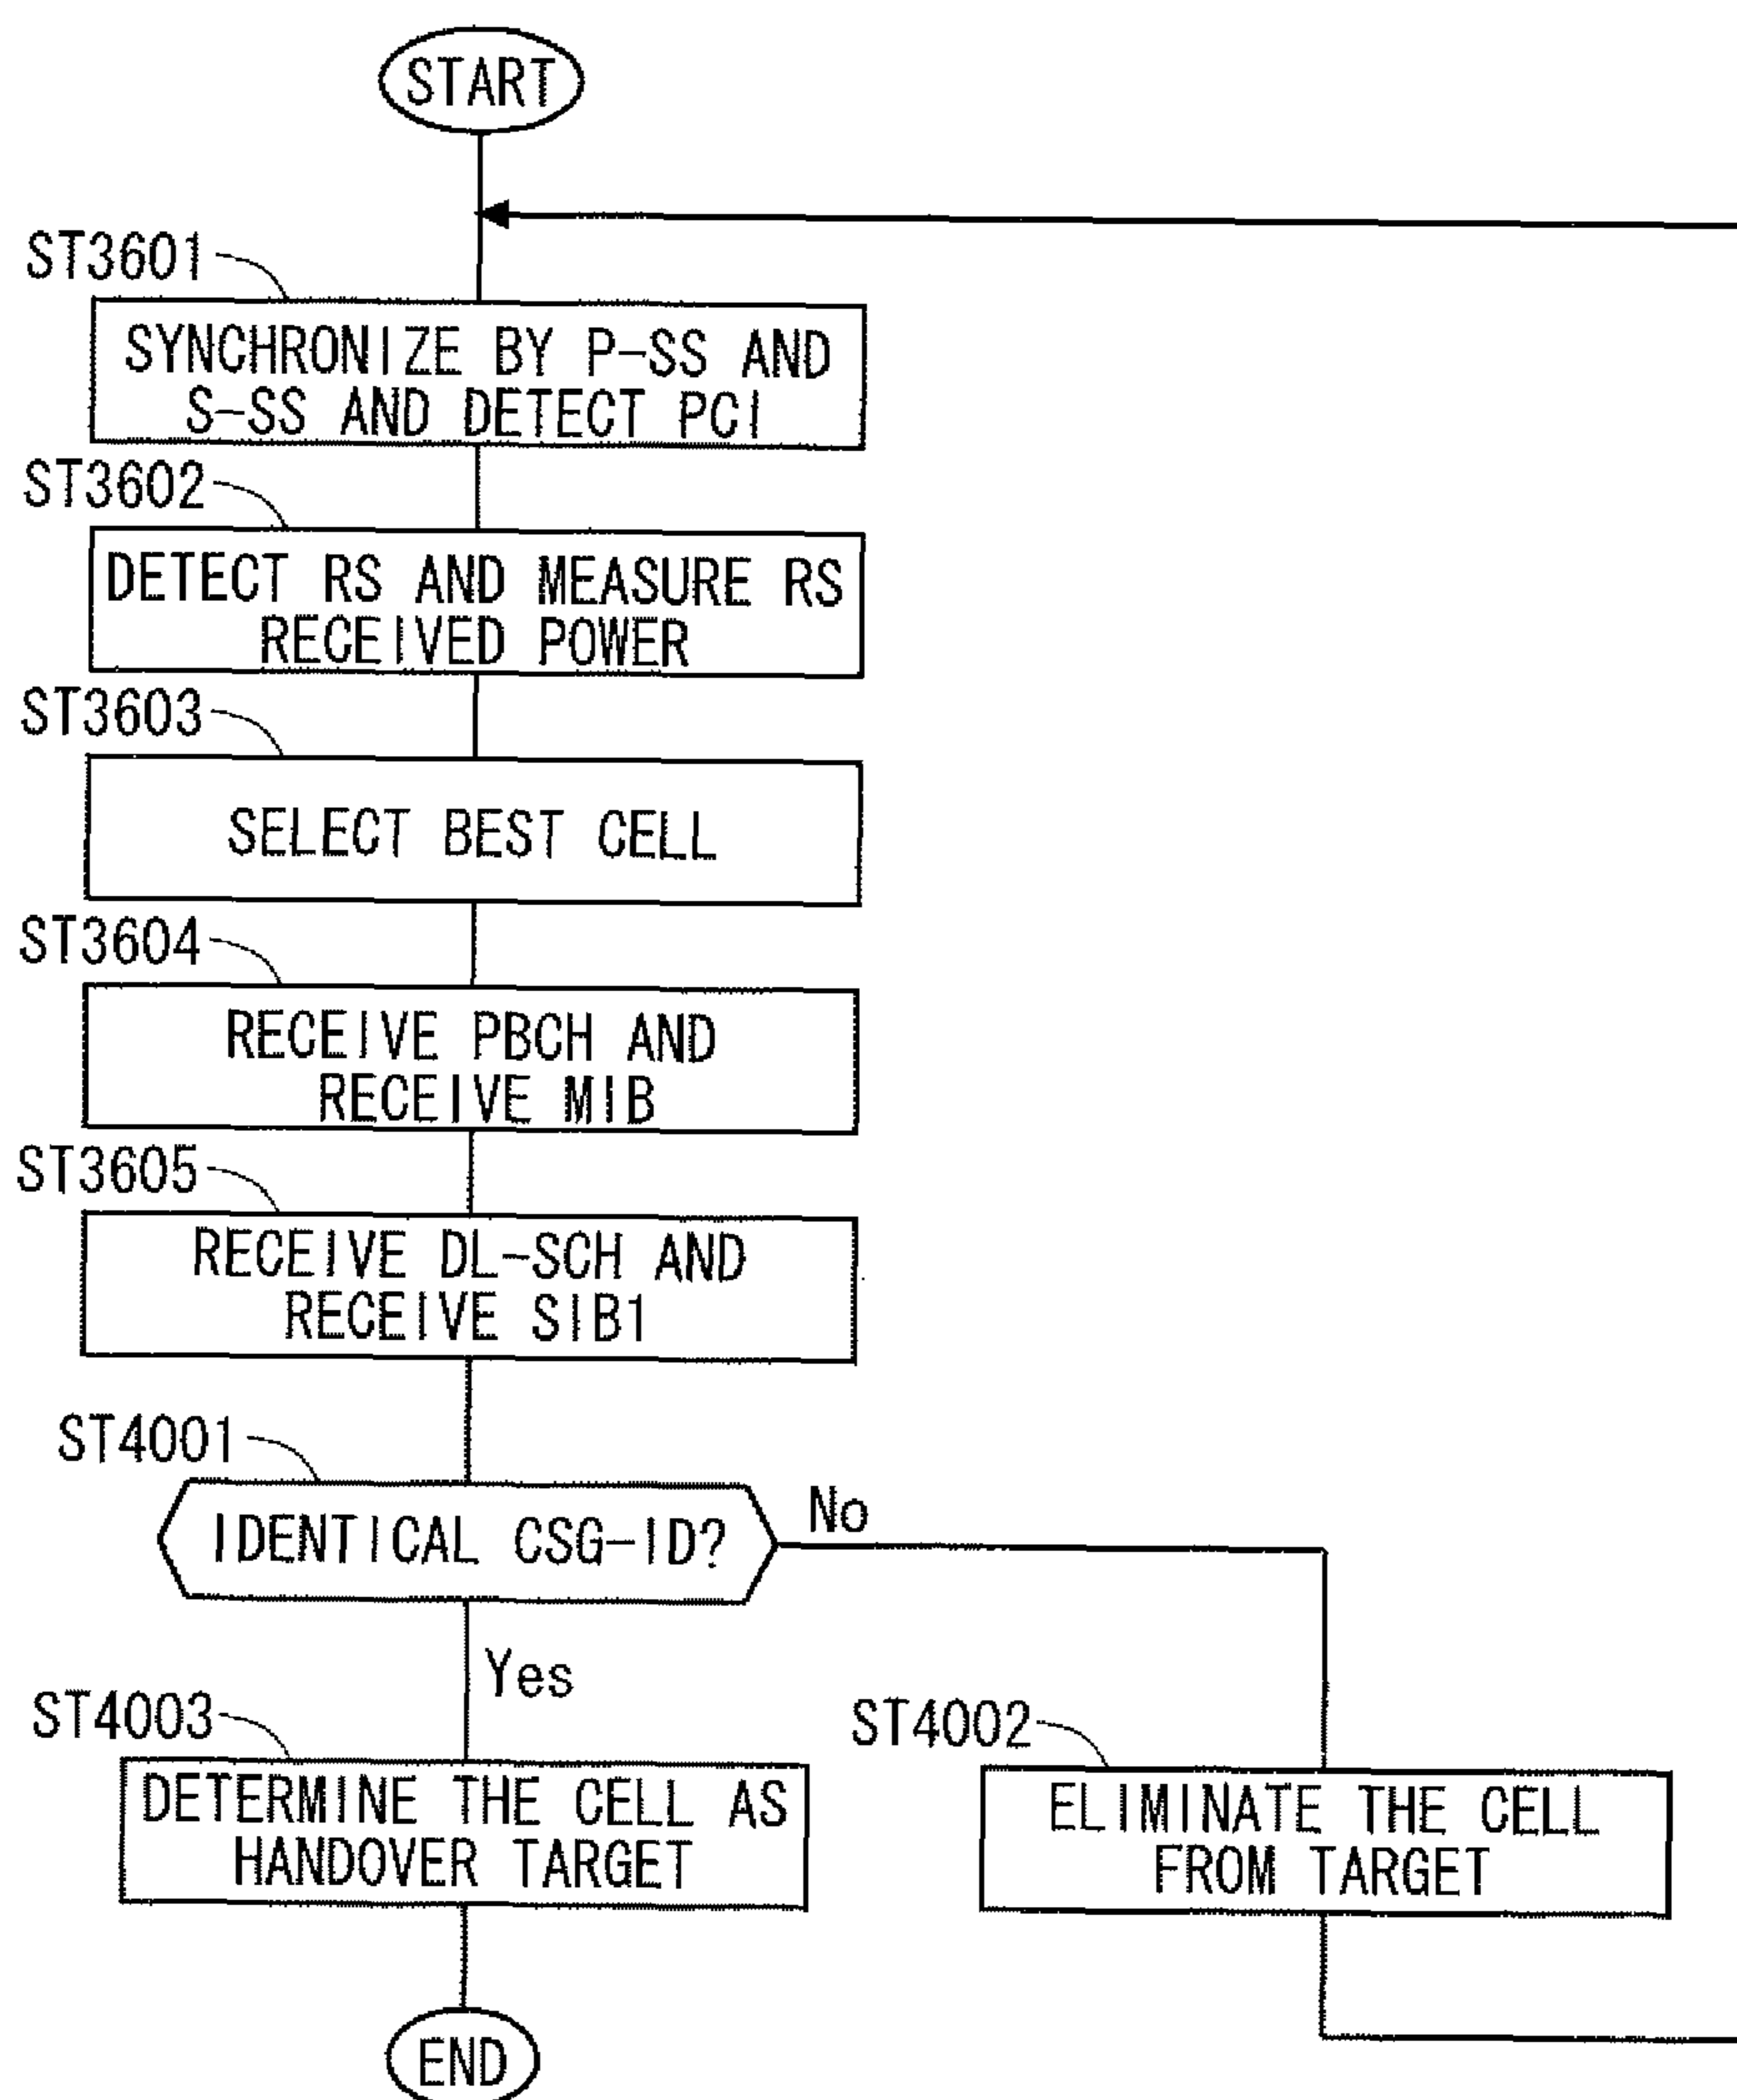 START
ST3601
SYNCHRONIZE BY P-SS AND
S-SS AND DETECT PCI
ST3602
DETECT RS AND MEASURE RS
RECEIVED POWER
ST3603
SELECT BEST CELL
ST3604
RECEIVE PBCH AND
RECEIVE MIB
ST3605
RECEIVE DL-SCH AND
RECEIVE SIB1
ST4001
IDENTICAL CSG-ID?
No
Yes
ST4003
DETERMINE THE CELL AS
HANDOVER TARGET
ST4002
ELIMINATE THE CELL
FROM TARGET
END